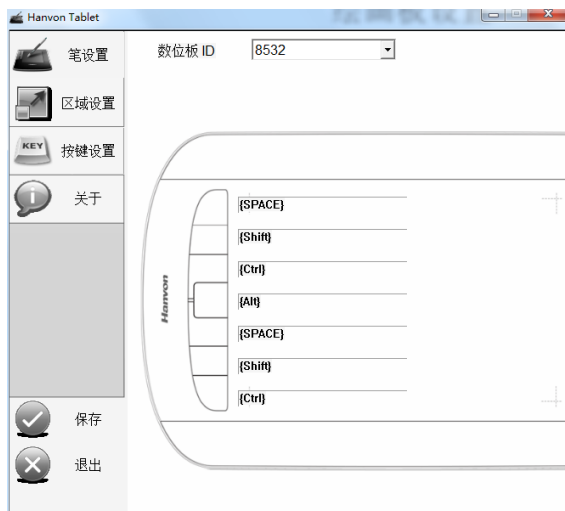 Hanvon Tablet
笔设置
数位板 ID
8532
区域设置
KEY
按键设置
关于
{SPACE}
{Shift}
{Ctrl}
{Alt}
{SPACE}
{Shift}
{Ctrl}
Hanvon
保存
退出